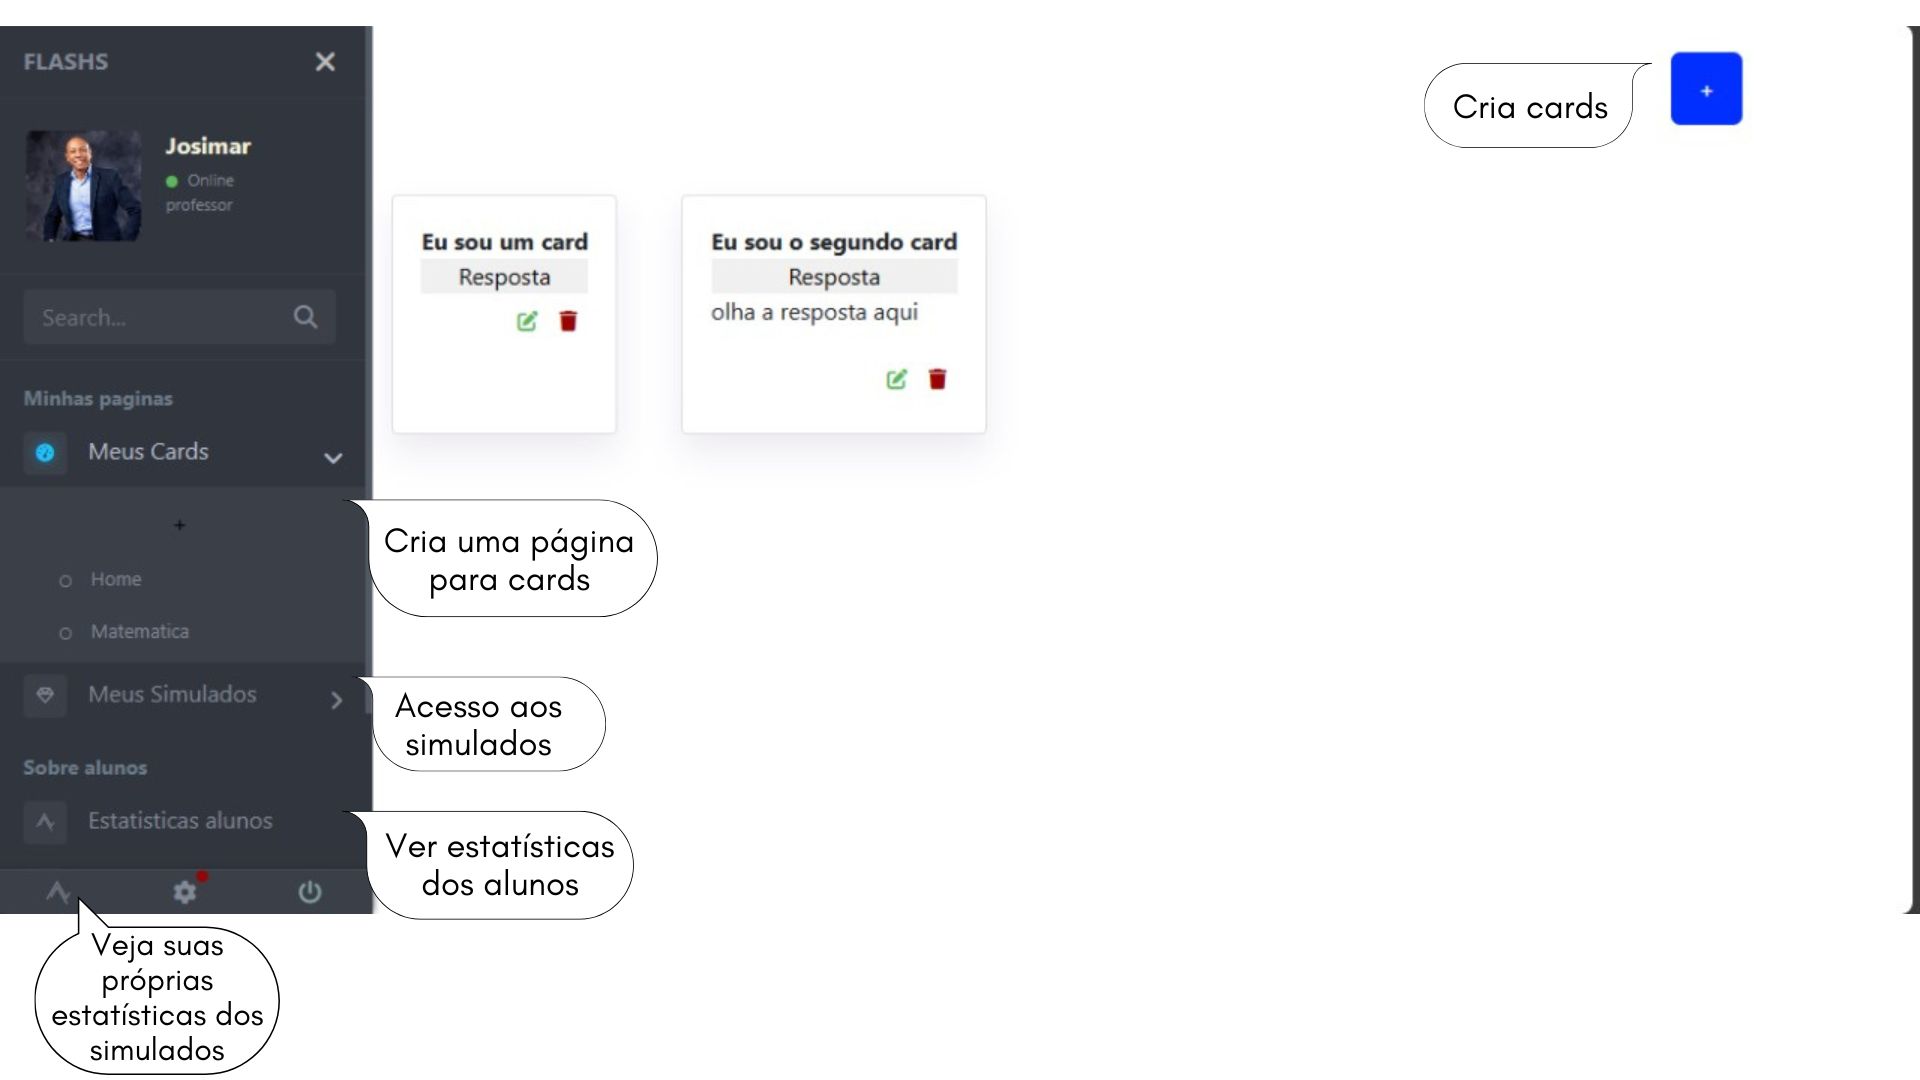 FLASHS
Josimar
Online
professor
Search...
Minhas paginas
Meus Cards
+
Home
Matematica
Meus Simulados
Sobre alunos
Estatisticas alunos
Eu sou um card
Resposta
Eu sou o segundo card
Resposta
olha a resposta aqui
Cria cards
+
Cria uma página
para cards
Acesso aos
simulados
Ver estatísticas
dos alunos
Veja suas
próprias
estatísticas dos
simulados